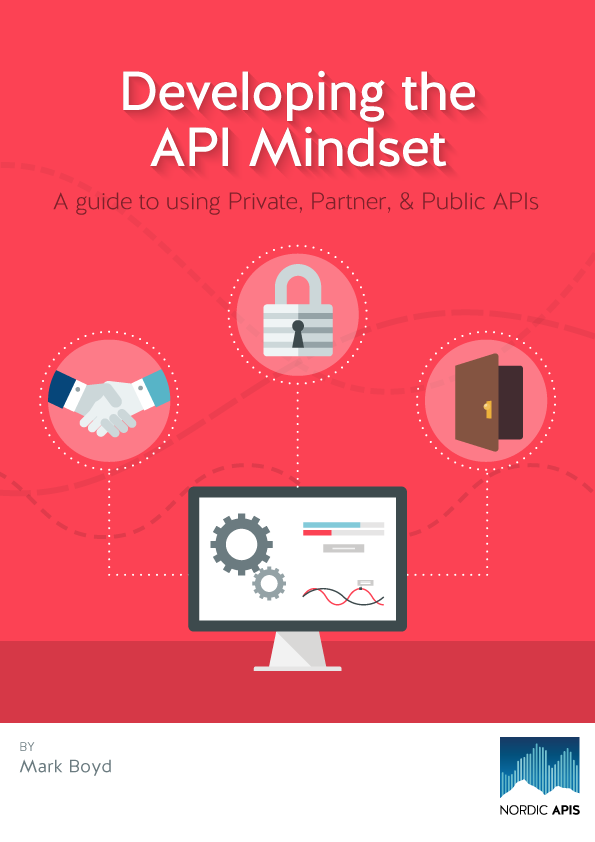 Developing the
API Mindset
A guide to using Private, Partner, & Public APIs
BY
Mark Boyd
NORDIC APIS